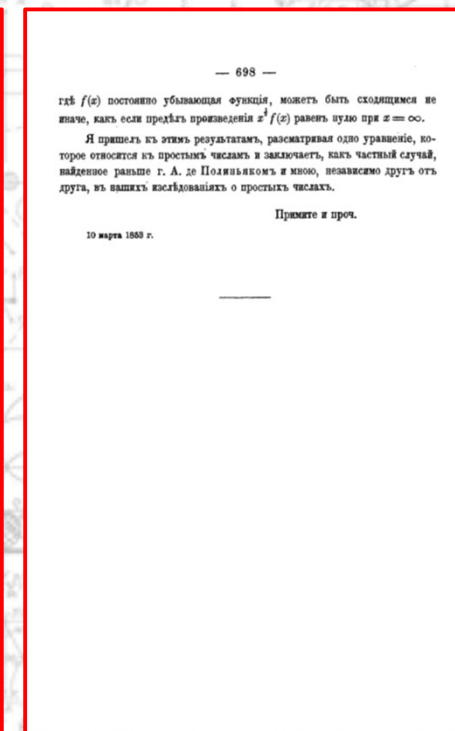 — 698 —
гдѣ f(x) постоянно убывающая функція, можетъ быть сходящимся не
иначе, какъ если предѣлъ произведенія x^½ f(x) равенъ нулю при x = ∞.
Я пришелъ къ этимъ результатамъ, разсматривая одно уравненіе, ко-
торое относится къ простымъ числамъ и заключаетъ, какъ частный случай,
найденное раньше г. А. де Полиньякомъ и мною, независимо другъ отъ
друга, въ нашихъ изслѣдованіяхъ о простыхъ числахъ.
Примите и проч.
10 марта 1853 г.